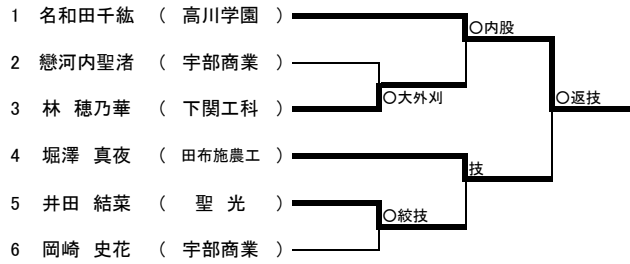 1 名和田千紘 （ 高川学園 ）
○内股
2 戀河内聖渚 （ 宇部商業 ）
○大外刈
○返技
3 林 穂乃華 （ 下関工科 ）
4 堀澤 真夜 （ 田布施農工 ）
技
5 井田 結菜 （ 聖 光 ）
○絞技
6 岡崎 史花 （ 宇部商業 ）